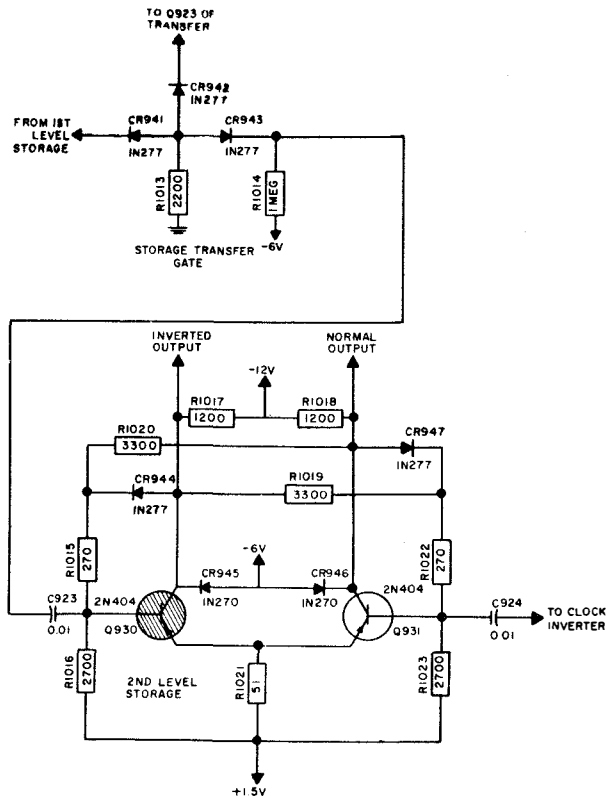 TO Q923 OF
TRANSFER
CR942
IN277
FROM IST
LEVEL
STORAGE
CR941
IN277
CR943
IN277
R1013
2200
R1014
1MEG
-6V
STORAGE TRANSFER
GATE
INVERTED
OUTPUT
NORMAL
OUTPUT
-12V
R1017
1200
R1018
1200
R1020
3300
CR947
IN277
CR944
IN277
R1019
3300
R1015
270
-6V
R1022
270
CR945
IN270
CR946
IN270
C923
0.01
2N404
Q930
2N404
Q931
C924
0.01
TO CLOCK
INVERTER
R1016
2700
2ND LEVEL
STORAGE
R1021
51
R1023
2700
+1.5V